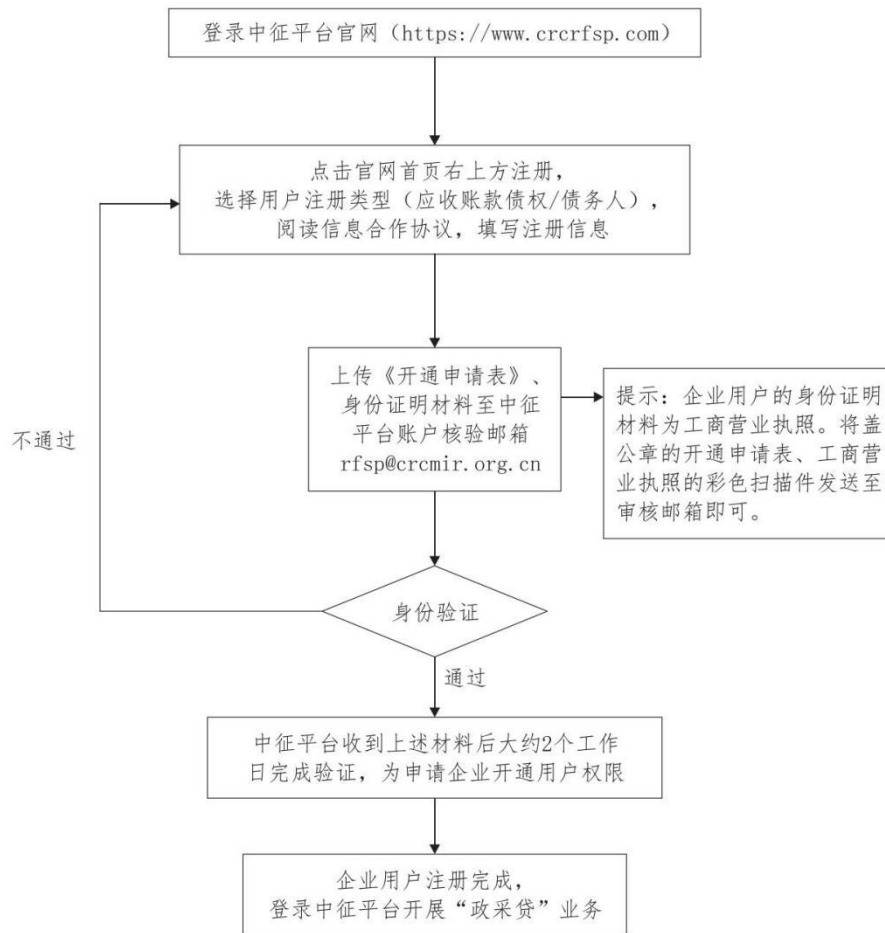 登录中征平台官网（https://www.crcrfsp.com）
点击官网首页右上方注册，
选择用户注册类型（应收账款债权/债务人），
阅读信息合作协议，填写注册信息
上传《开通申请表》、
身份证明材料至中征
平台账户核验邮箱
rfsp@crcmir.org.cn
提示：企业用户的身份证明
材料为工商营业执照。将盖
公章的开通申请表、工商营
业执照的彩色扫描件发送至
审核邮箱即可。
不通过
身份验证
通过
中征平台收到上述材料后大约2个工作
日完成验证，为申请企业开通用户权限
企业用户注册完成，
登录中征平台开展“政采贷”业务